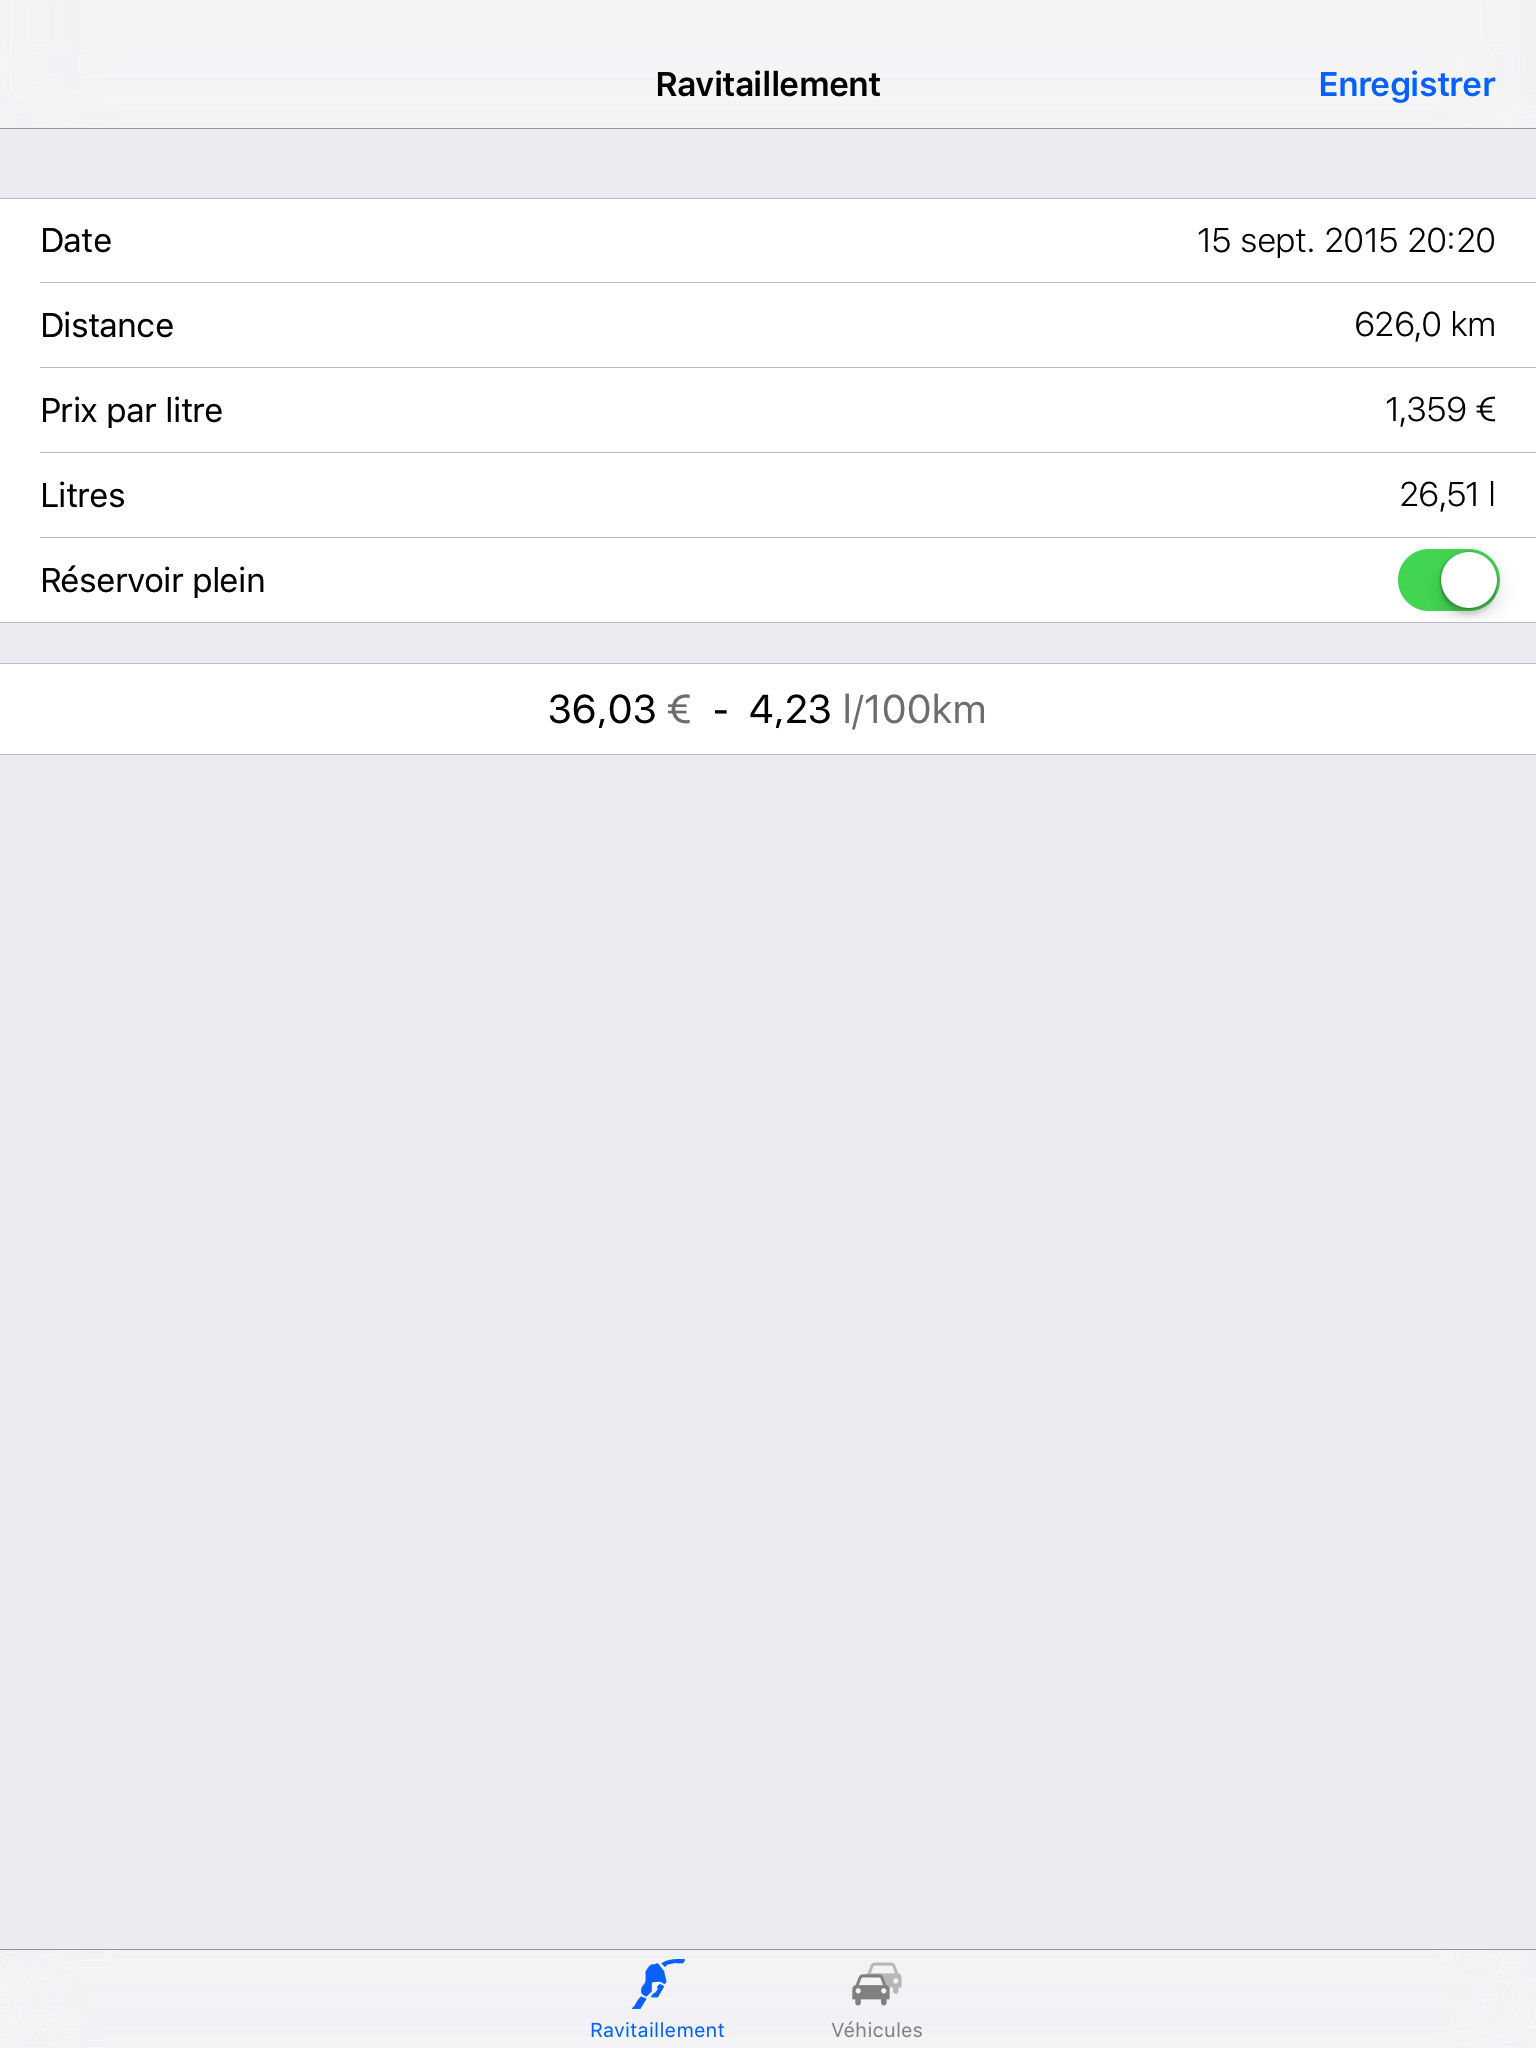 Ravitaillement
Enregistrer
Date 15 sept. 2015 20:20
Distance 626,0 km
Prix par litre 1,359 €
Litres 26,51 l
Réservoir plein
36,03 € - 4,23 l/100km
Ravitaillement
Véhicules